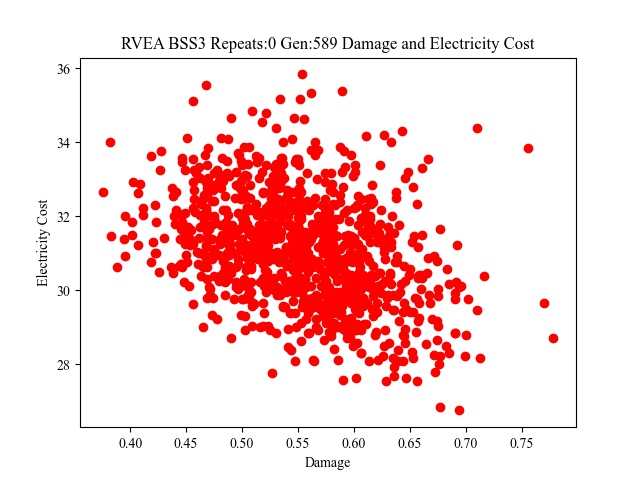 RVEA BSS3 Repeats:0 Gen:589 Damage and Electricity Cost
36
34
32
30
28
Electricity Cost
0.40 0.45 0.50 0.55 0.60 0.65 0.70 0.75
Damage